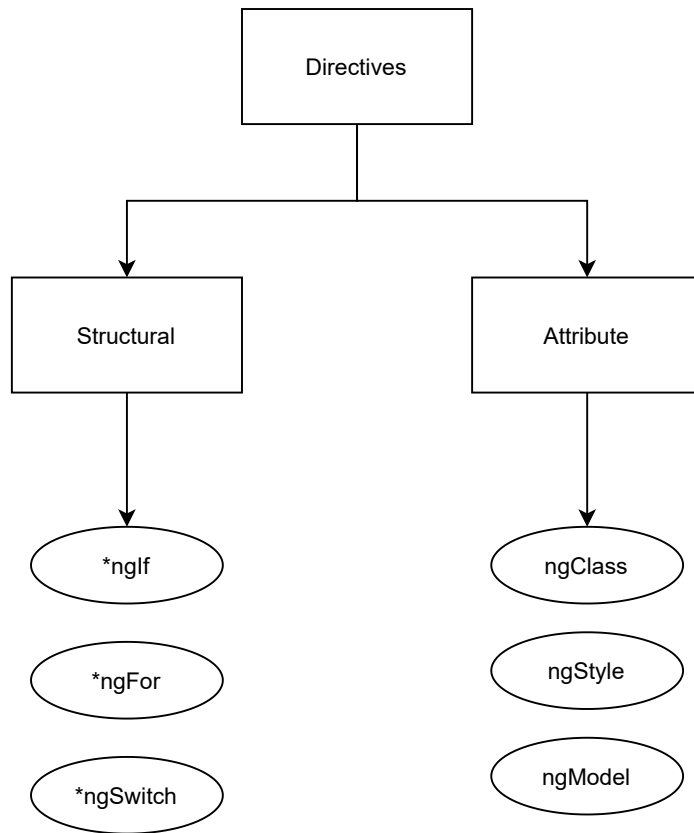 Directives
Structural
Attribute
*ngIf
ngClass
*ngFor
ngStyle
*ngSwitch
ngModel